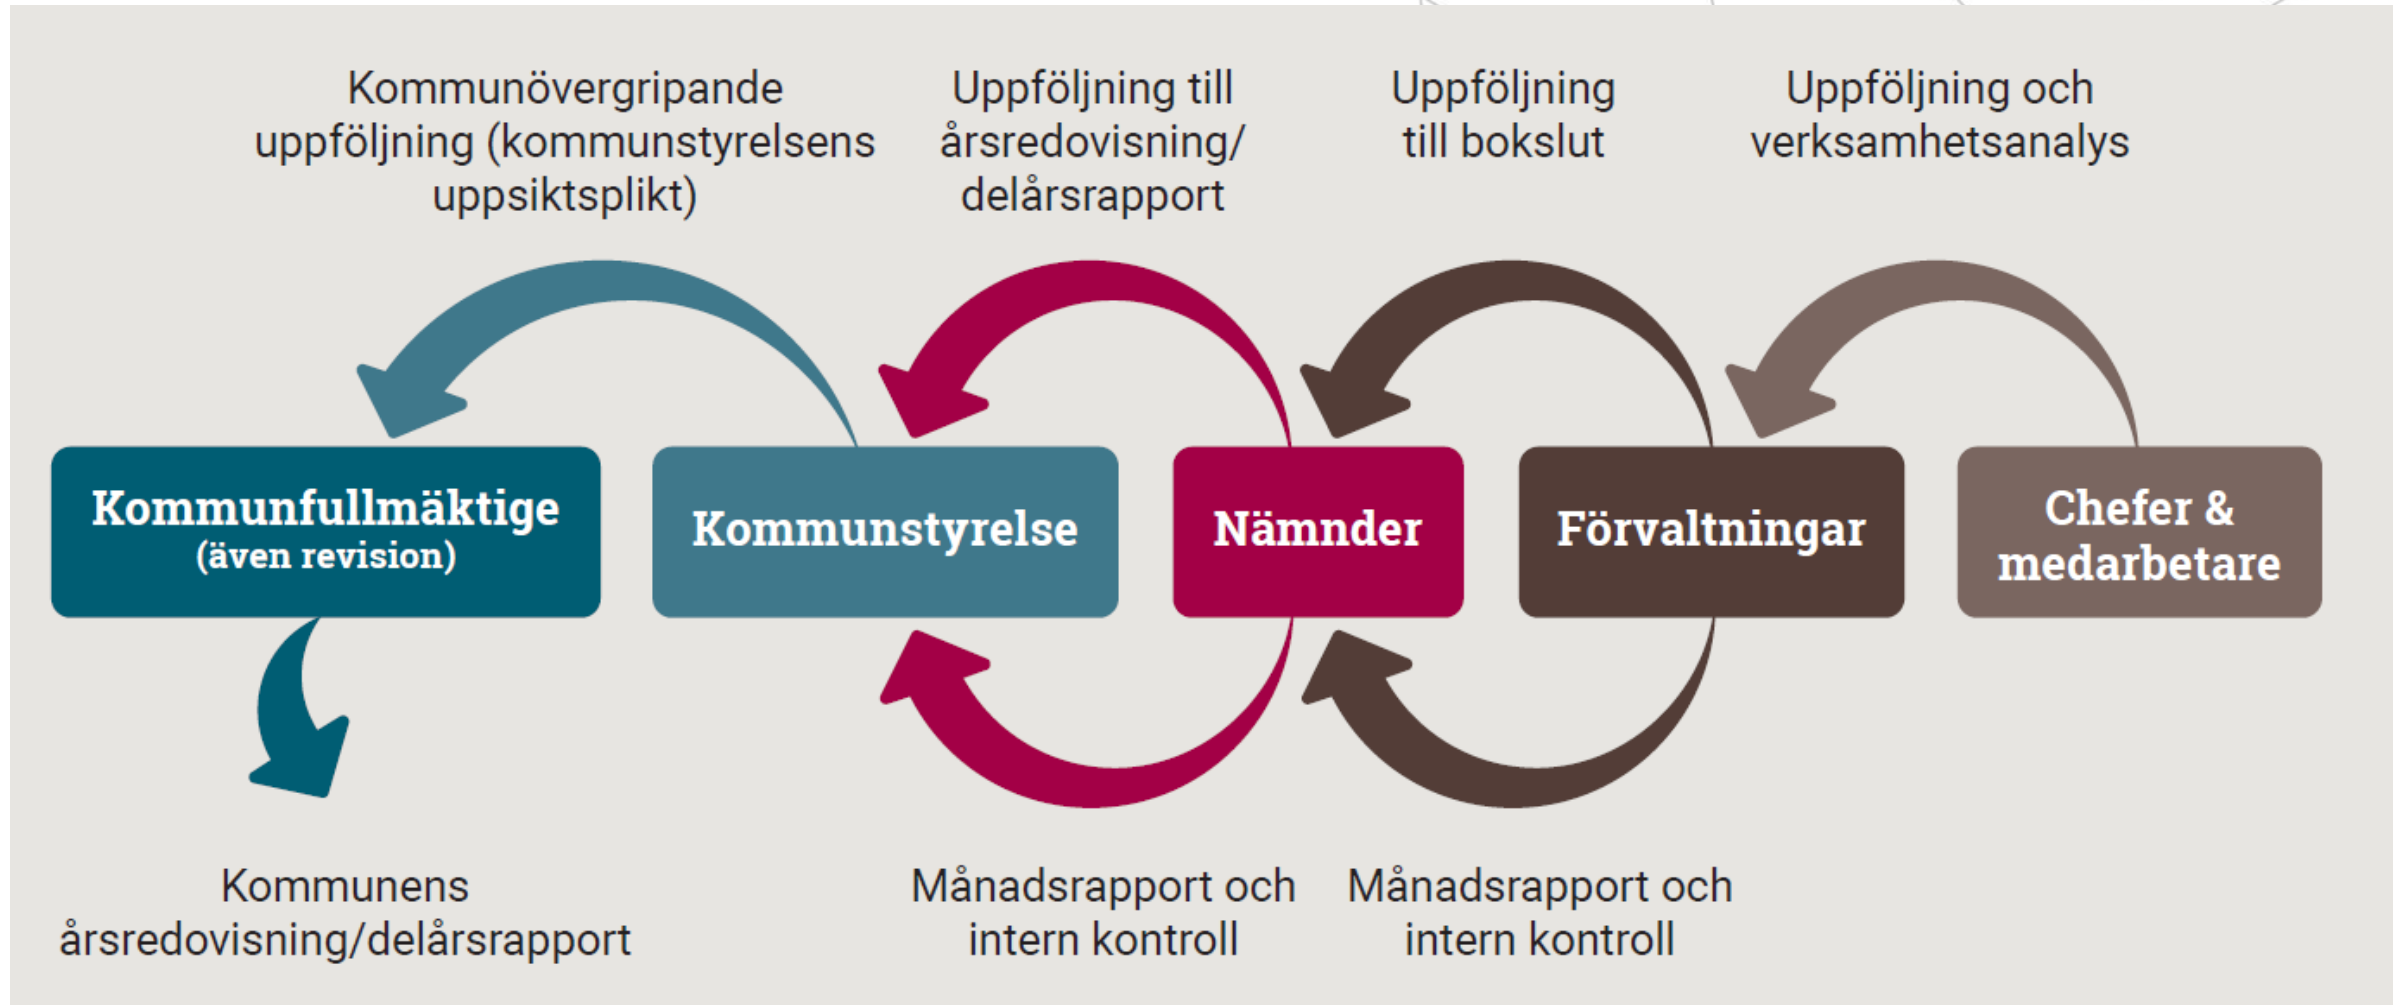 Kommunövergripande
uppföljning (kommunstyrelsens
uppsiktsplikt)
Uppföljning till
årsredovisning/
delårsrapport
Uppföljning
till bokslut
Uppföljning och
verksamhetsanalys
Kommunfullmäktige
(även revision)
Kommunstyrelse
Nämnder
Förvaltningar
Chefer &
medarbetare
Kommunens
årsredovisning/delårsrapport
Månadsrapport och
intern kontroll
Månadsrapport och
intern kontroll